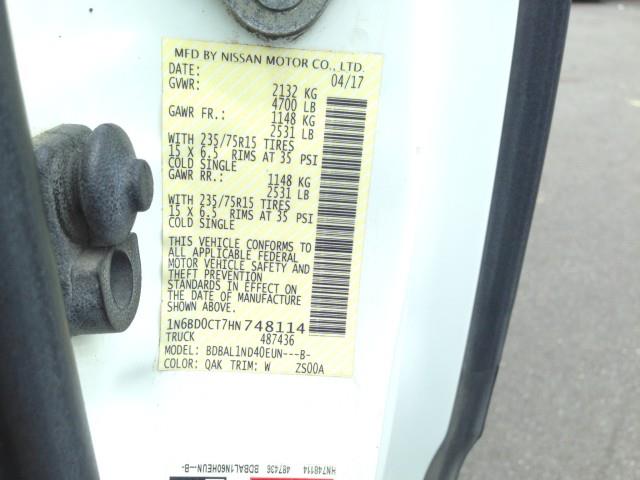 MFD BY NISSAN MOTOR CO., LTD.
DATE: 04/17
GVWR: 2132 KG
4700 LB
GAWR FR.: 1148 KG
2531 LB
WITH 235/75R15 TIRES
15 X 6.5 RIMS AT 35 PSI
COLD SINGLE
GAWR RR.: 1148 KG
2531 LB
WITH 235/75R15 TIRES
15 X 6.5 RIMS AT 35 PSI
COLD SINGLE
THIS VEHICLE CONFORMS TO
ALL APPLICABLE FEDERAL
MOTOR VEHICLE SAFETY AND
THEFT PREVENTION
STANDARDS IN EFFECT ON
THE DATE OF MANUFACTURE
SHOWN ABOVE.
1N6BD0CT7HN748114
TRUCK 487436
MODEL: BDBAL1ND40EUN---B-
COLOR: QAK TRIM: W ZS00A
HN748114 487436 BDBAL1N60HEUN--B-